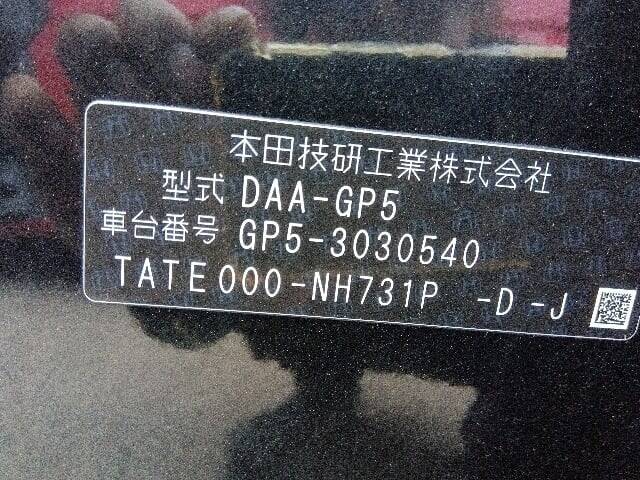 本田技研工業株式会社
型式 DAA-GP5
車台番号 GP5-3030540
TATE000-NH731P -D-J